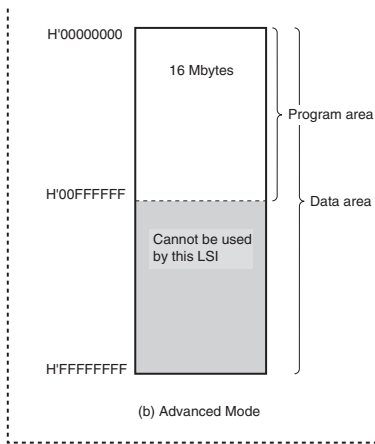 H'00000000
16 Mbytes
Program area
H'00FFFFFF
Data area
Cannot be used
by this LSI
H'FFFFFFFF
(b) Advanced Mode